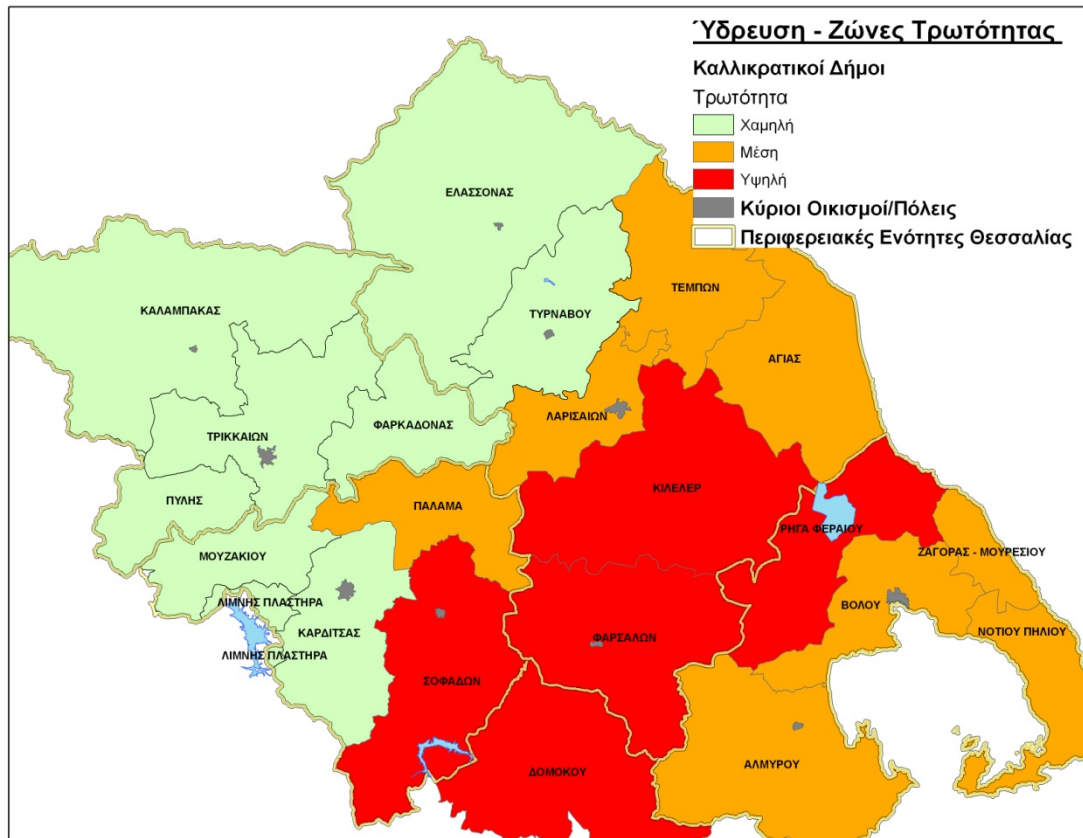 Ύδρευση - Ζώνες Τρωτότητας
Καλλικρατικοί Δήμοι
Τρωτότητα
Χαμηλή
Μέση
Υψηλή
Κύριοι Οικισμοί/Πόλεις
Περιφερειακές Ενότητες Θεσσαλίας
ΕΛΑΣΣΟΝΑΣ
ΤΕΜΠΩΝ
ΚΑΛΑΜΠΑΚΑΣ
ΤΥΡΝΑΒΟΥ
ΑΓΙΑΣ
ΛΑΡΙΣΑΙΩΝ
ΦΑΡΚΑΔΟΝΑΣ
ΤΡΙΚΚΑΙΩΝ
ΚΙΛΕΛΕΡ
ΠΥΛΗΣ
ΠΑΛΑΜΑ
ΡΗΓΑ ΦΕΡΑΙΟΥ
ΜΟΥΖΑΚΙΟΥ
ΖΑΓΟΡΑΣ - ΜΟΥΡΕΣΙΟΥ
ΛΙΜΝΗΣ ΠΛΑΣΤΗΡΑ
ΒΟΛΟΥ
ΚΑΡΔΙΤΣΑΣ
ΝΟΤΙΟΥ ΠΗΛΙΟΥ
ΦΑΡΣΑΛΩΝ
ΛΙΜΝΗΣ ΠΛΑΣΤΗΡΑ
ΣΟΦΑΔΩΝ
ΑΛΜΥΡΟΥ
ΔΟΜΟΚΟΥ